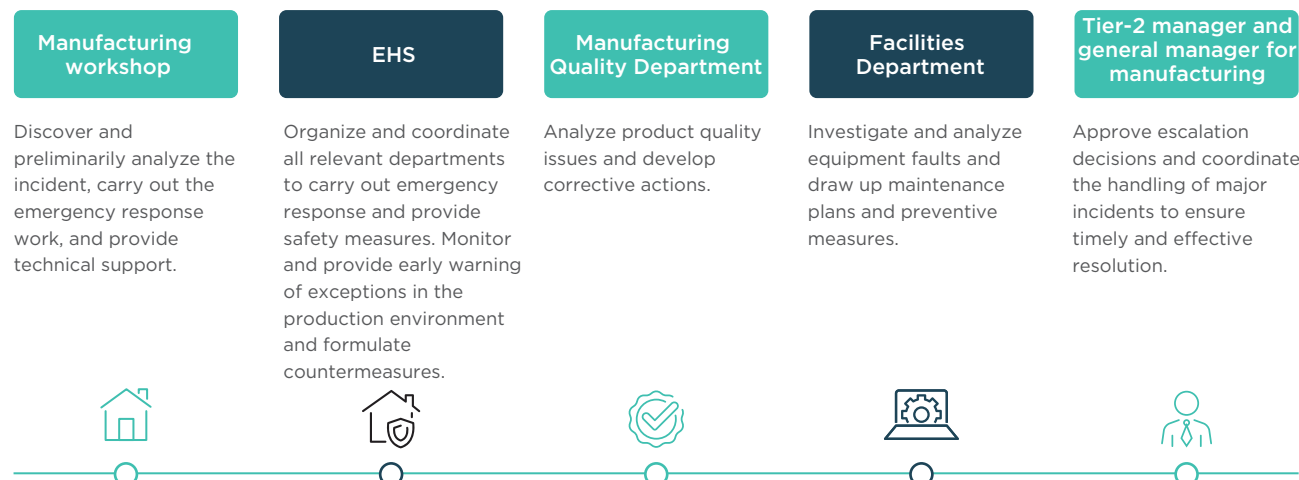 Manufacturing
workshop
Discover and
preliminarily analyze the
incident, carry out the
emergency response
work, and provide
technical support.
EHS
Organize and coordinate
all relevant departments
to carry out emergency
response and provide
safety measures. Monitor
and provide early warning
of exceptions in the
production environment
and formulate
countermeasures.
Manufacturing
Quality Department
Analyze product quality
issues and develop
corrective actions.
Facilities
Department
Investigate and analyze
equipment faults and
draw up maintenance
plans and preventive
measures.
Tier-2 manager and
general manager for
manufacturing
Approve escalation
decisions and coordinate
the handling of major
incidents to ensure
timely and effective
resolution.